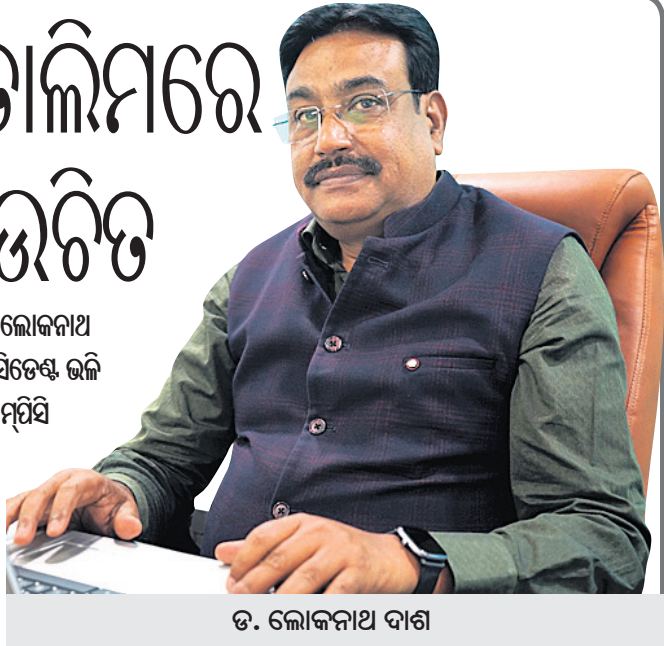 ତାଲିମରେ
ଉଚିତ
ଲୋକନାଥ
ସିଡେଣ୍ଟ ଭଳି
ମ୍‌ପିସି
ଡ. ଲୋକନାଥ ଦାଶ